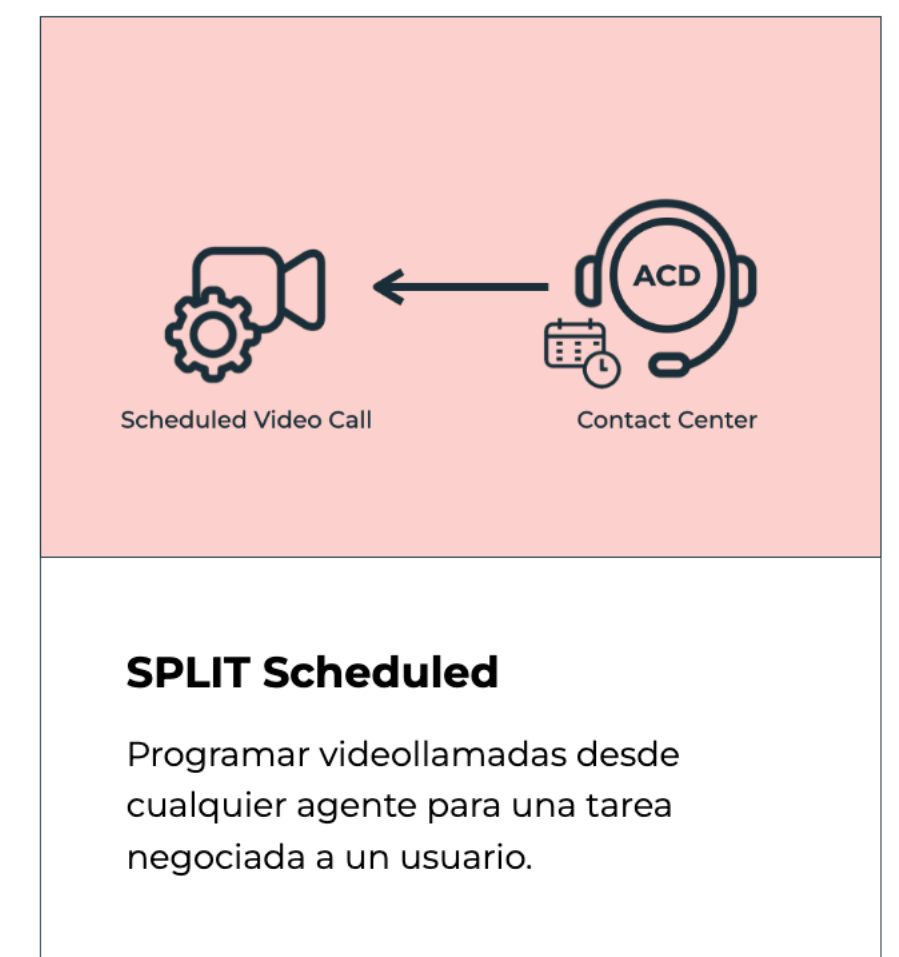 ACD
Scheduled Video Call
Contact Center
SPLIT Scheduled
Programar videollamadas desde
cualquier agente para una tarea
negociada a un usuario.